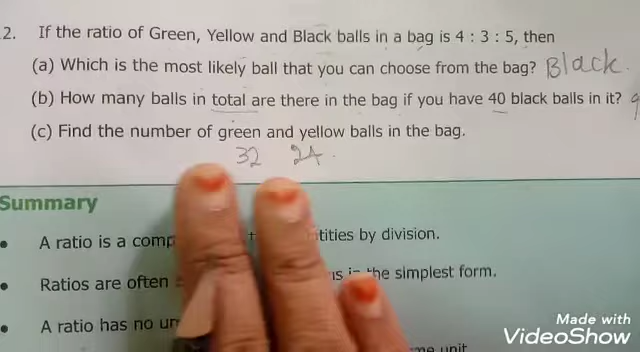 2. If the ratio of Green, Yellow and Black balls in a bag is 4 : 3 : 5, then
(a) Which is the most likely ball that you can choose from the bag? Black.
(b) How many balls in total are there in the bag if you have 40 black balls in it? 9
(c) Find the number of green and yellow balls in the bag.
32 24.
Summary
• A ratio is a comp tities by division.
• Ratios are often the simplest form.
• A ratio has no un me unit
Made with
VideoShow